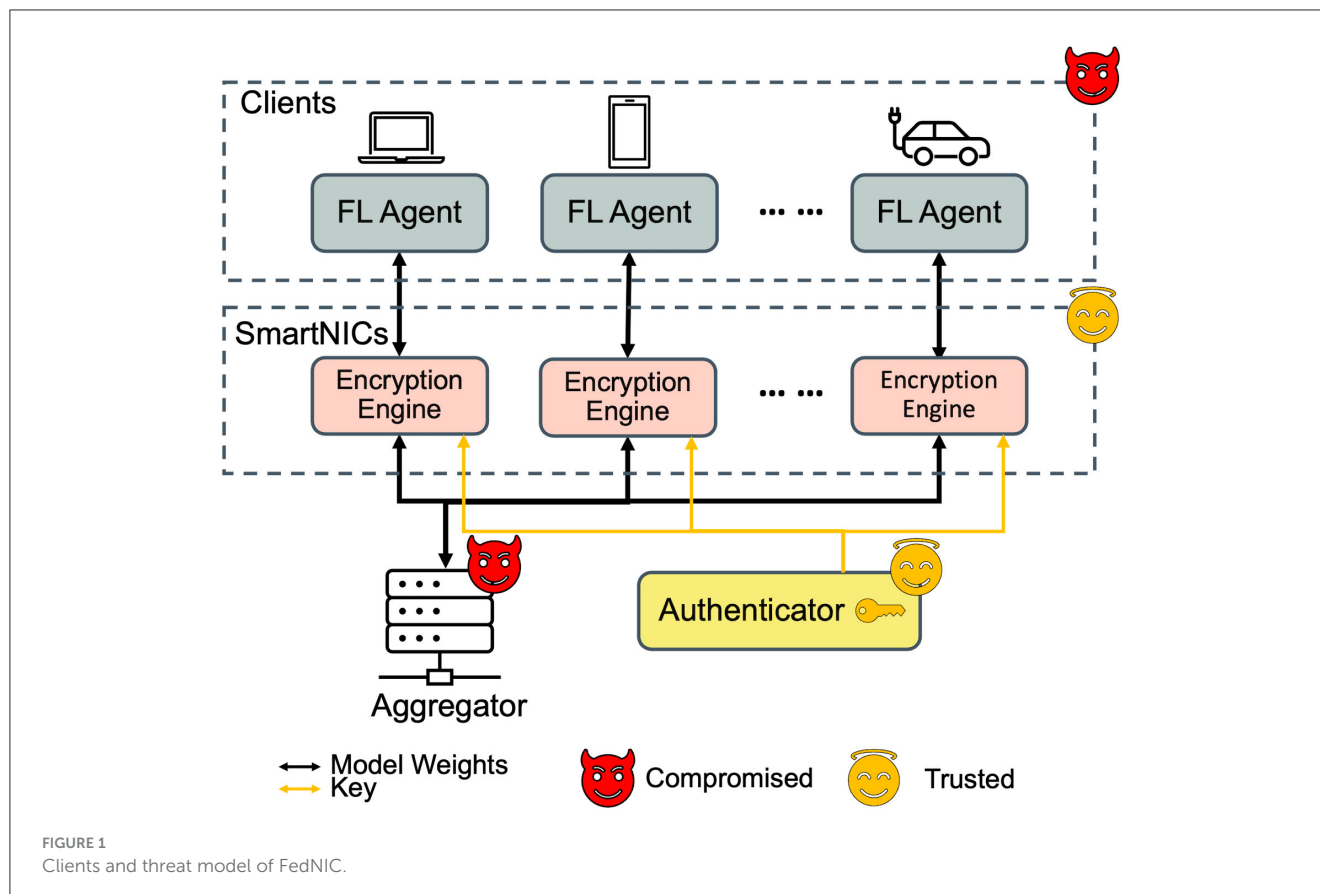 Clients
FL Agent
FL Agent
... ...
FL Agent
SmartNICs
Encryption
Engine
Encryption
Engine
... ...
Encryption
Engine
Authenticator
Aggregator
Model Weights
Key
Compromised
Trusted
FIGURE 1
Clients and threat model of FedNIC.